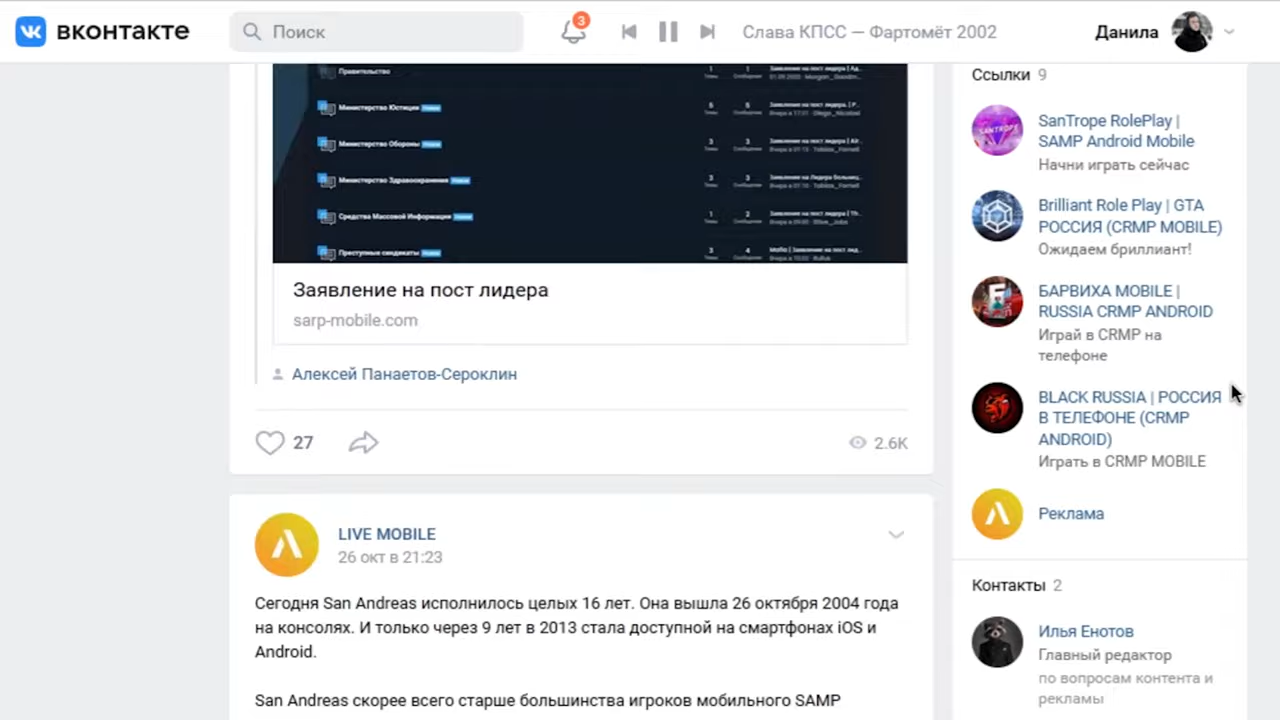 вконтакте
Поиск
3
Слава КПСС — Фартомёт 2002
Данила
Правительство
Министерство Юстиции
Министерство Обороны
Министерство Здравоохранения
Средства Массовой Информации
Преступные синдикаты
Заявление на пост лидера
sarp-mobile.com
Алексей Панаетов-Сероклин
27
2.6K
LIVE MOBILE
26 окт в 21:23
Сегодня San Andreas исполнилось целых 16 лет. Она вышла 26 октября 2004 года
на консолях. И только через 9 лет в 2013 стала доступной на смартфонах iOS и
Android.
San Andreas скорее всего старше большинства игроков мобильного SAMP
Ссылки 9
SanTrope RolePlay |
SAMP Android Mobile
Начни играть сейчас
Brilliant Role Play | GTA
РОССИЯ (CRMP MOBILE)
Ожидаем бриллиант!
БАРВИХА MOBILE |
RUSSIA CRMP ANDROID
Играй в CRMP на
телефоне
BLACK RUSSIA | РОССИЯ
В ТЕЛЕФОНЕ (CRMP
ANDROID)
Играть в CRMP MOBILE
Реклама
Контакты 2
Илья Енотов
Главный редактор
по вопросам контента и
рекламы